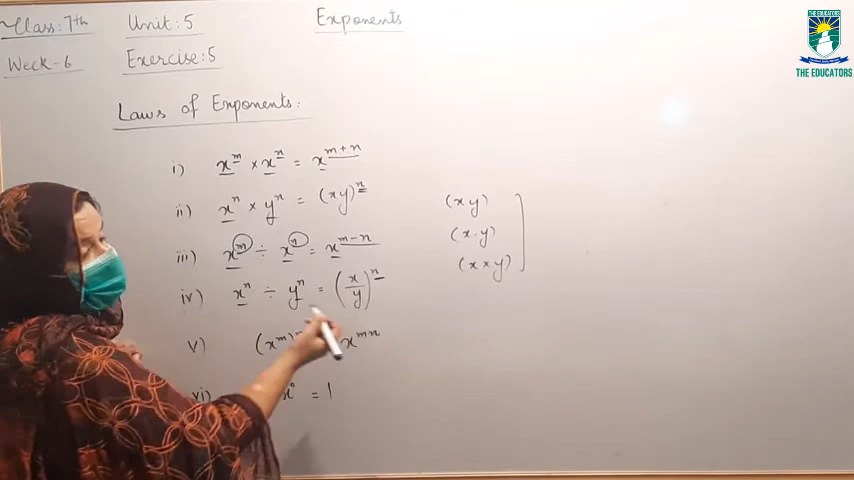 Class: 7th Unit: 5 Exponents
Week-6 Exercise: 5
THE EDUCATORS
Laws of Exponents:
i) x^m × x^n = x^(m+n)
ii) x^n × y^n = (xy)^n
iii) x^m ÷ x^n = x^(m-n)
iv) x^n ÷ y^n = (x/y)^n
v) (x^m) x^(mn)
vi) x^0 = 1
(xy)
(x·y)
(x×y)